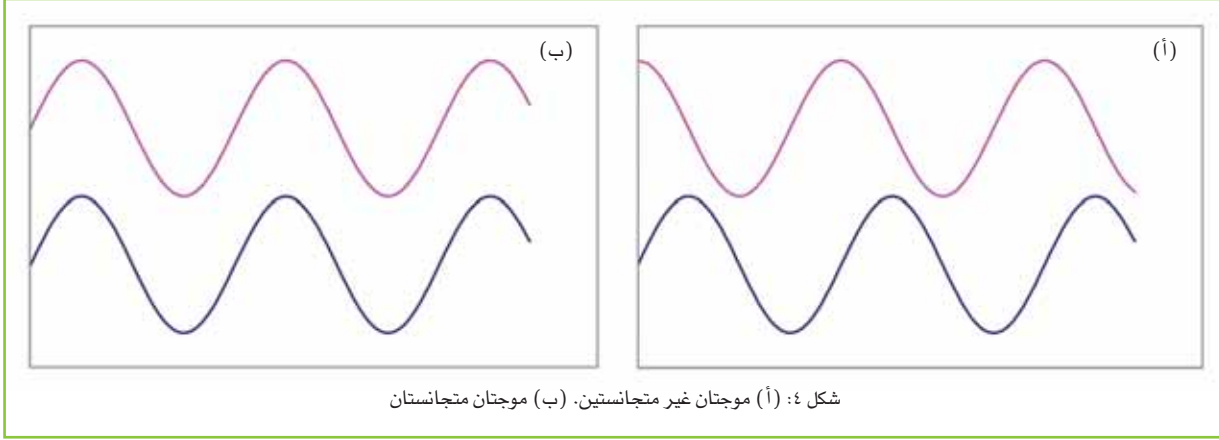 (أ)
(ب)
شكل ٤: (أ) موجتان غير متجانستين. (ب) موجتان متجانستان